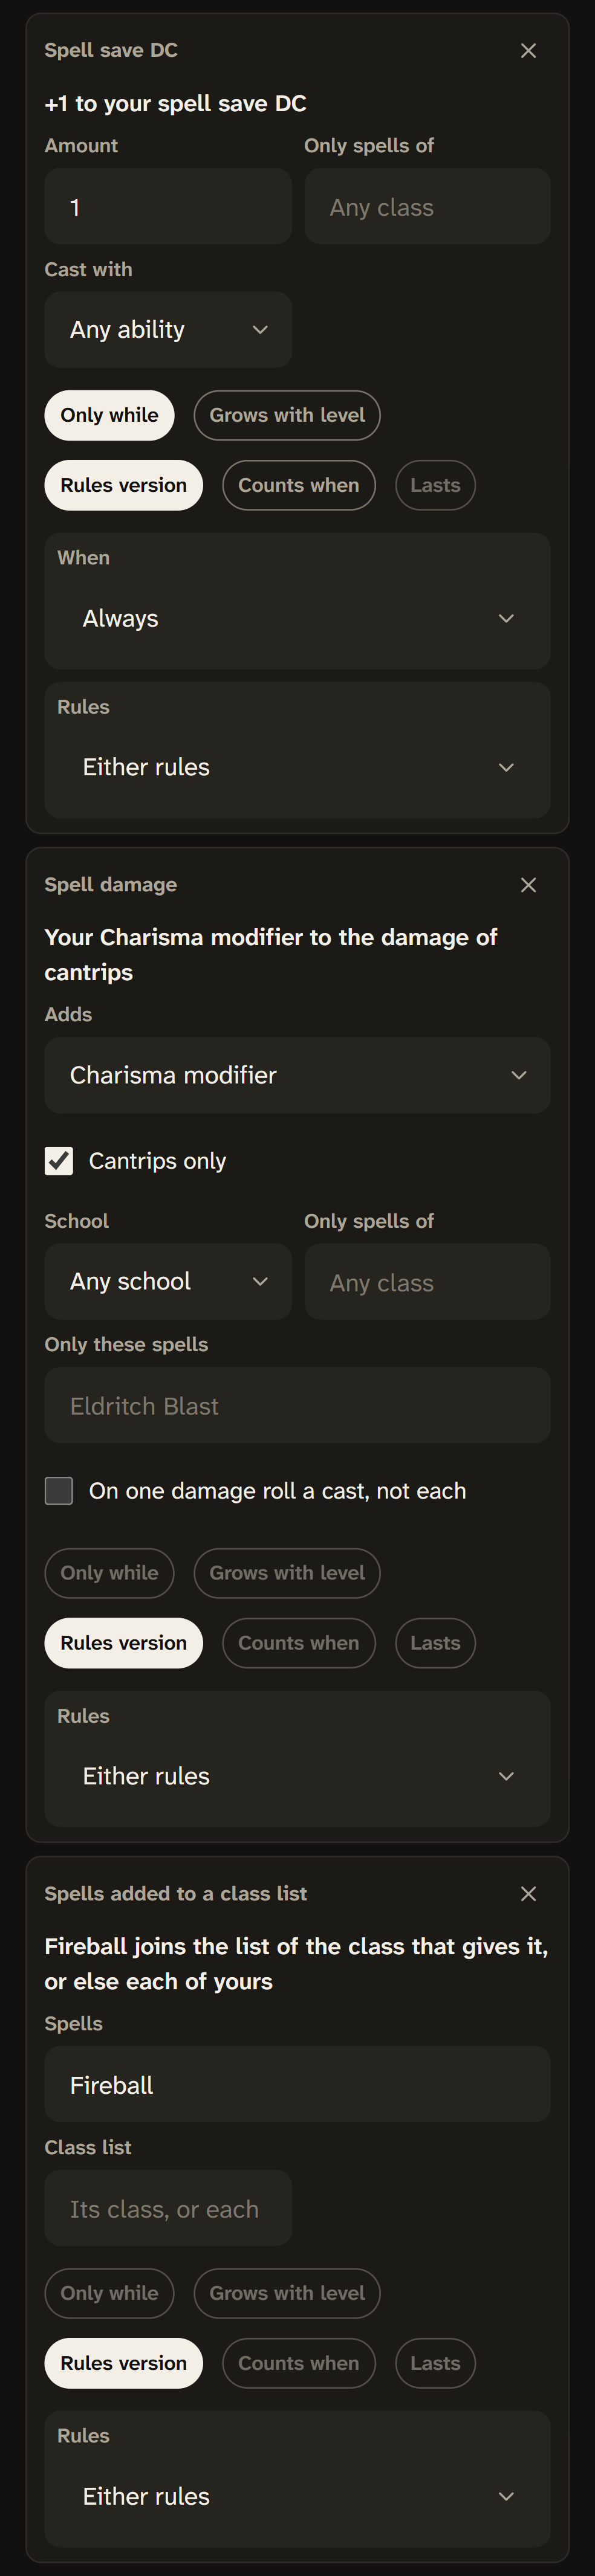 Spell save DC
+1 to your spell save DC
Amount
Only spells of
1
Any class
Cast with
Any ability
Only while
Grows with level
Rules version
Counts when
Lasts
When
Always
Rules
Either rules
Spell damage
Your Charisma modifier to the damage of
cantrips
Adds
Charisma modifier
Cantrips only
School
Only spells of
Any school
Any class
Only these spells
Eldritch Blast
On one damage roll a cast, not each
Only while
Grows with level
Rules version
Counts when
Lasts
Rules
Either rules
Spells added to a class list
Fireball joins the list of the class that gives it,
or else each of yours
Spells
Fireball
Class list
Its class, or each
Only while
Grows with level
Rules version
Counts when
Lasts
Rules
Either rules